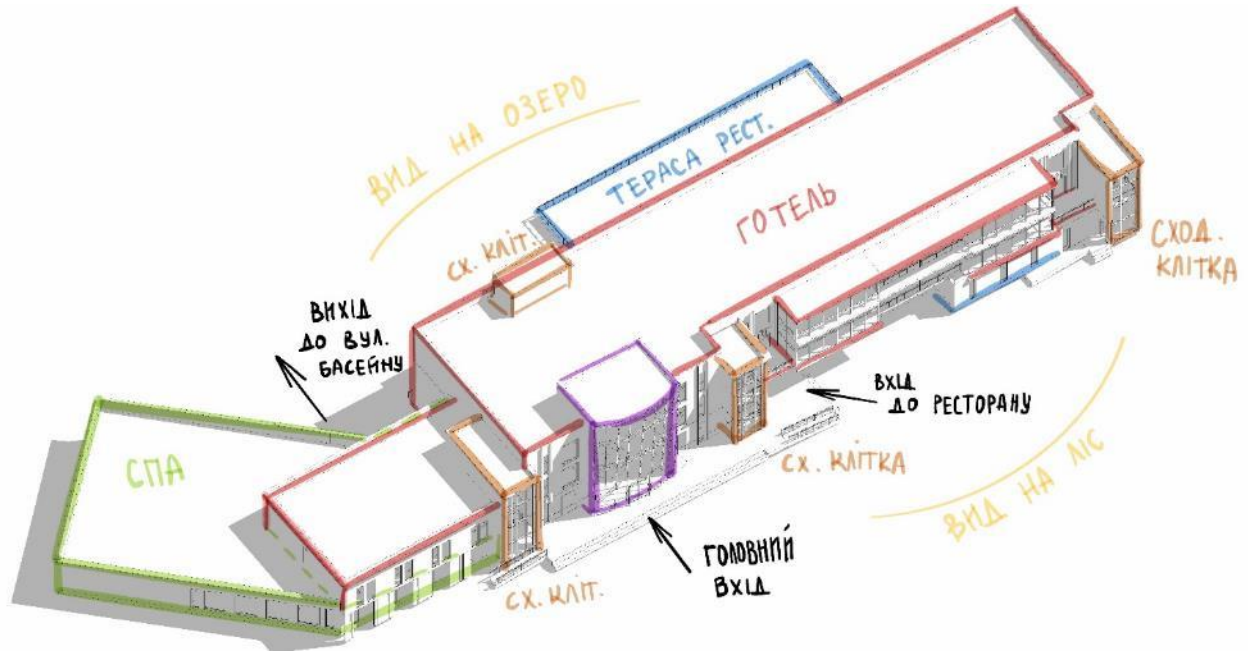 ВИД НА ОЗЕРО
ТЕРАСА РЕСТ.
ГОТЕЛЬ
СХ. КЛІТ.
СХОД.
КЛІТКА
ВИХІД
ДО ВУЛ.
БАСЕЙНУ
ВХІД
ДО РЕСТОРАНУ
СПА
СХ. КЛІТКА
ВИД НА ЛІС
ГОЛОВНИЙ
ВХІД
СХ. КЛІТ.